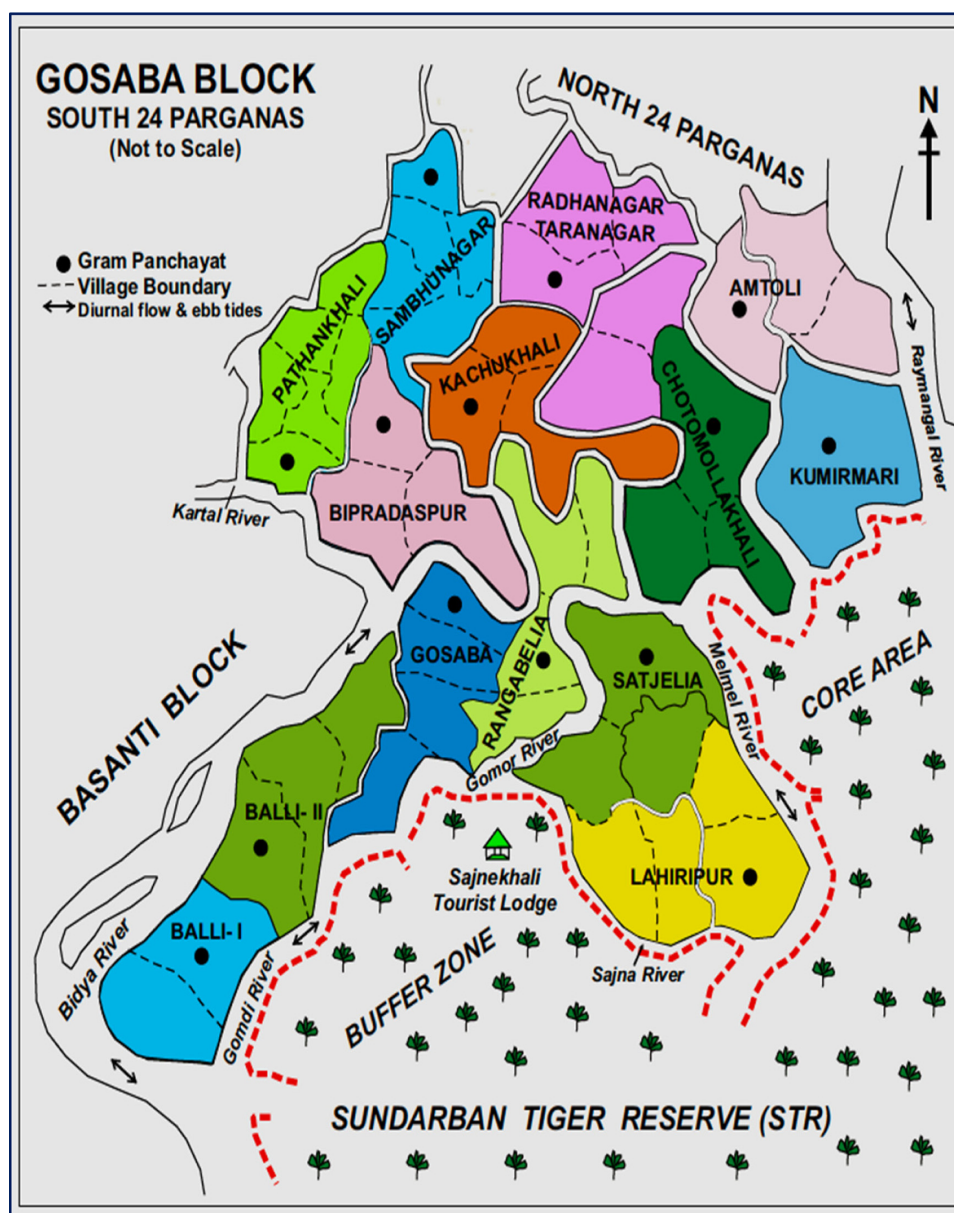 GOSABA BLOCK
SOUTH 24 PARGANAS
(Not to Scale)
NORTH 24 PARGANAS
N
Gram Panchayat
Village Boundary
Diurnal flow & ebb tides
RADHANAGAR
TARANAGAR
SAMBHUNAGAR
PATHANKHALI
AMTOLI
KACHUKHALI
CHOTOMOLLAKHALI
Raymangal River
KUMIRMARI
Kartal River
BIPRADASPUR
GOSABA
RANGABELIA
SATJELIA
Melmel River
CORE AREA
BASANTI BLOCK
Gomor River
BALLI- II
Sajnekhali
Tourist Lodge
LAHIRIPUR
BALLI- I
Bidya River
Gomdi River
BUFFER ZONE
Sajna River
SUNDARBAN TIGER RESERVE (STR)